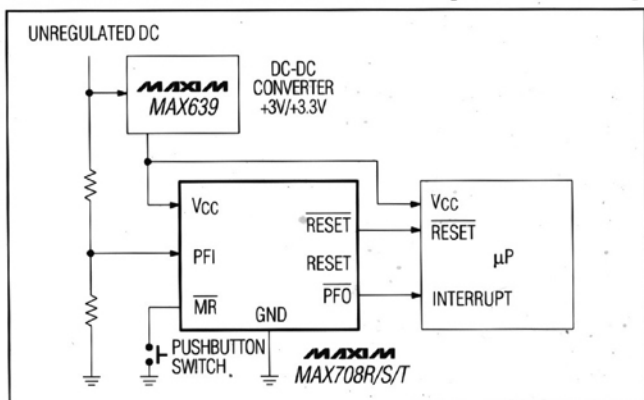 UNREGULATED DC
MAXIM
MAX639
DC-DC
CONVERTER
+3V/+3.3V
VCC
RESET
PFI
RESET
MR
PFO
GND
PUSHBUTTON
SWITCH
MAXIM
MAX708R/S/T
VCC
RESET
μP
INTERRUPT